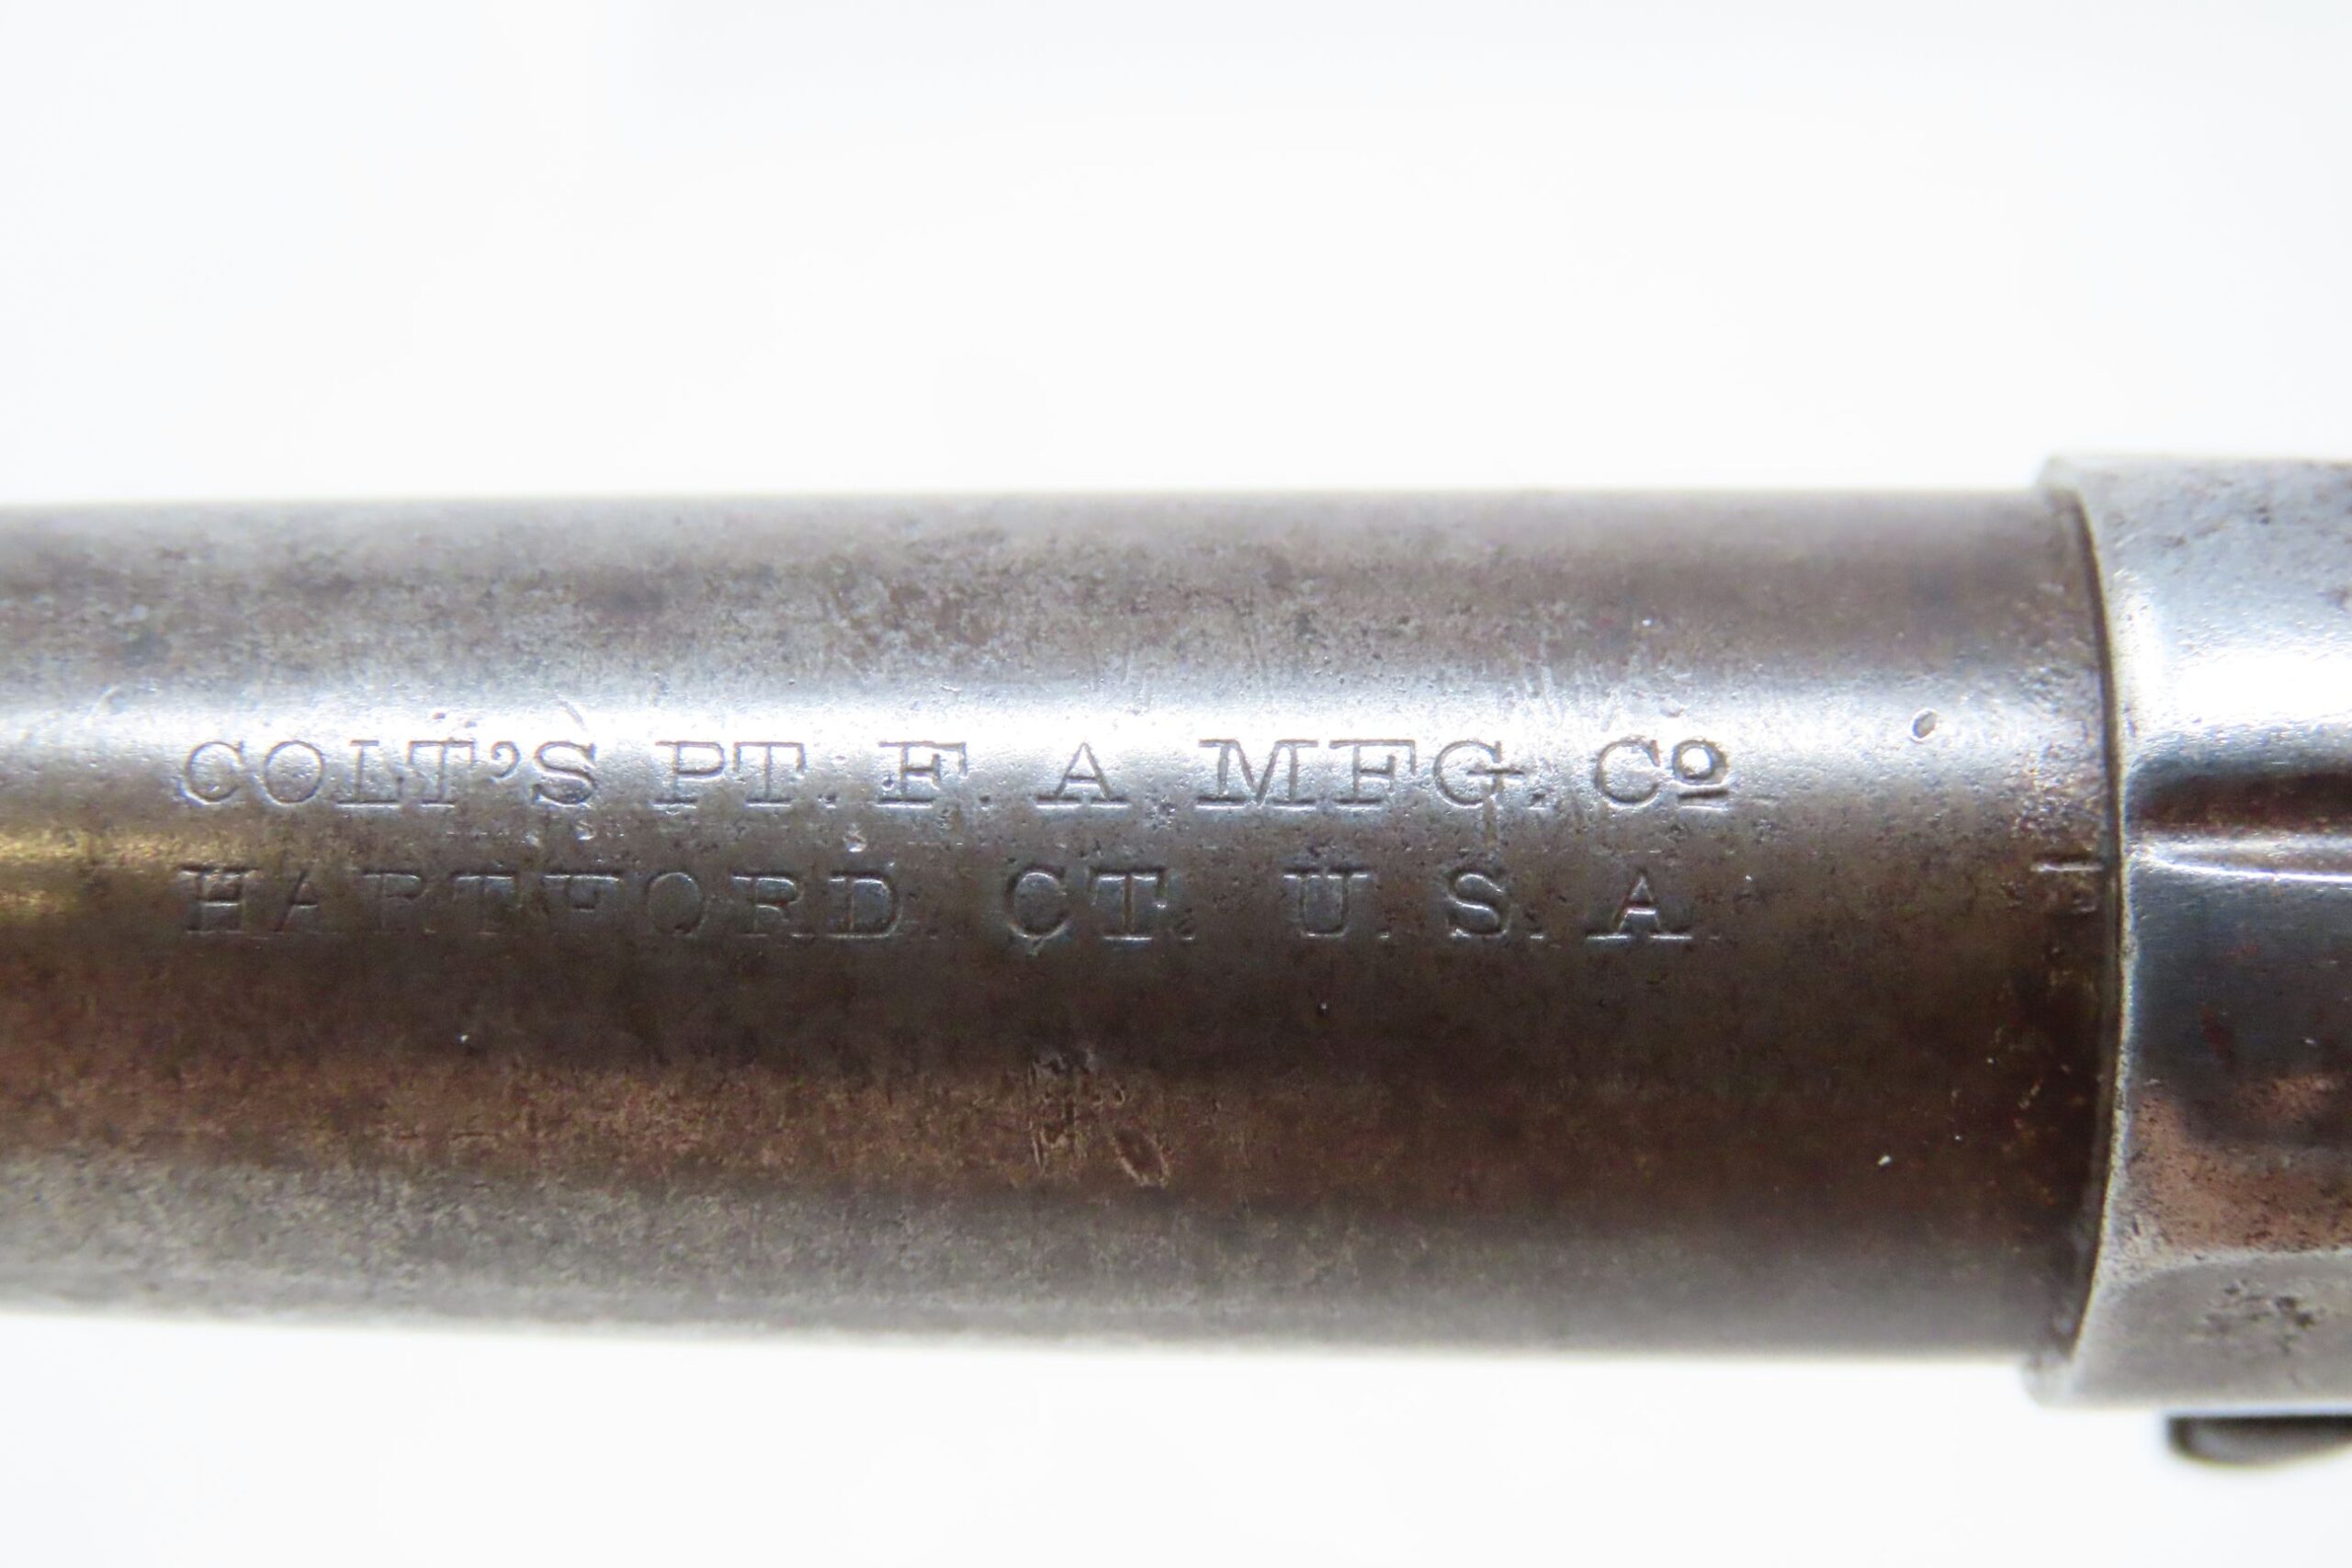 COLT'S PT. F. A. MFG. Cº
HARTFORD. CT. U. S. A.